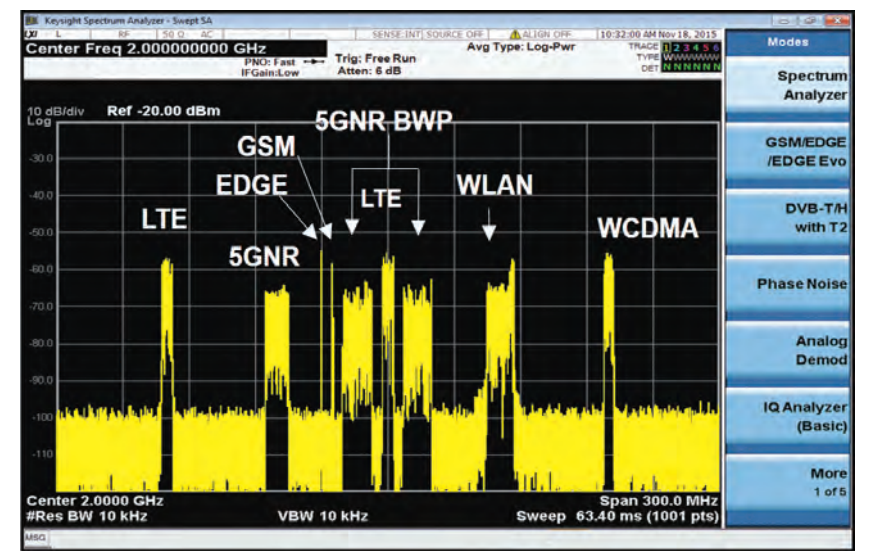 Keysight Spectrum Analyzer - Swept SA
LXI L RF 50 Ω AC SENSE:INT SOURCE OFF ALIGN OFF 10:32:00 AM Nov 18, 2015
Center Freq 2.000000000 GHz
PNO: Fast
IFGain:Low
Trig: Free Run
Atten: 6 dB
Avg Type: Log-Pwr
TRACE 1 2 3 4 5 6
TYPE WWWWWW
DET N N N N N N
10 dB/div Ref -20.00 dBm
Log
-30.0
-40.0
-50.0
-60.0
-70.0
-80.0
-90.0
-100
-110
5GNR BWP
GSM
EDGE
LTE
WLAN
LTE
WCDMA
5GNR
Center 2.0000 GHz
#Res BW 10 kHz
VBW 10 kHz
Span 300.0 MHz
Sweep 63.40 ms (1001 pts)
MSG
Modes
Spectrum
Analyzer
GSM/EDGE
/EDGE Evo
DVB-T/H
with T2
Phase Noise
Analog
Demod
IQ Analyzer
(Basic)
More
1 of 5